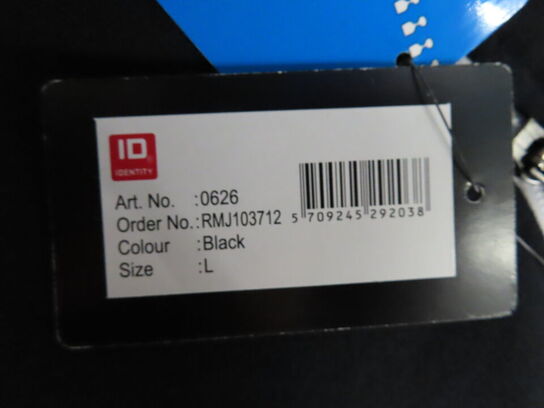 ID
IDENTITY
Art. No. :0626
Order No.:RMJ103712
Colour :Black
Size :L
5 709245 292038